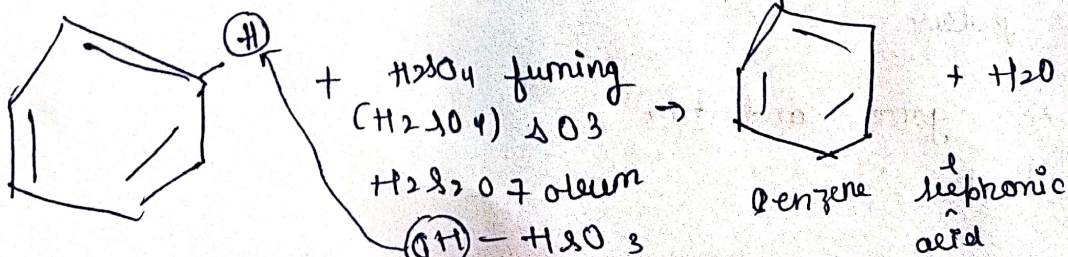 H
+ H2SO4 fuming
(H2SO4) SO3 → + H2O
H2S2O7 oleum
OH - HSO3
Benzene sulphonic
acid